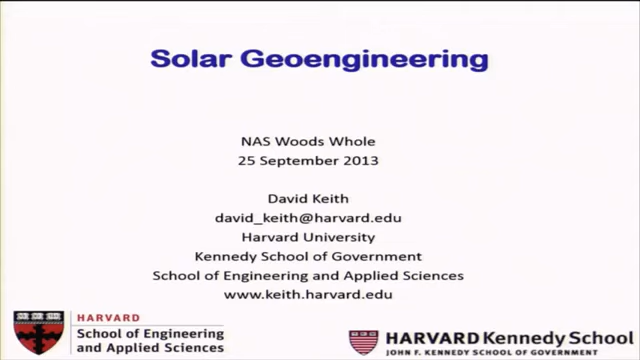 Solar Geoengineering
NAS Woods Whole
25 September 2013
David Keith
david_keith@harvard.edu
Harvard University
Kennedy School of Government
School of Engineering and Applied Sciences
www.keith.harvard.edu
HARVARD
School of Engineering
and Applied Sciences
HARVARD Kennedy School
JOHN F. KENNEDY SCHOOL OF GOVERNMENT